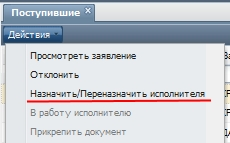 Поступившие
Действия
Просмотреть заявление
Отклонить
Назначить/Переназначить исполнителя
В работу исполнителю
Прикрепить документ